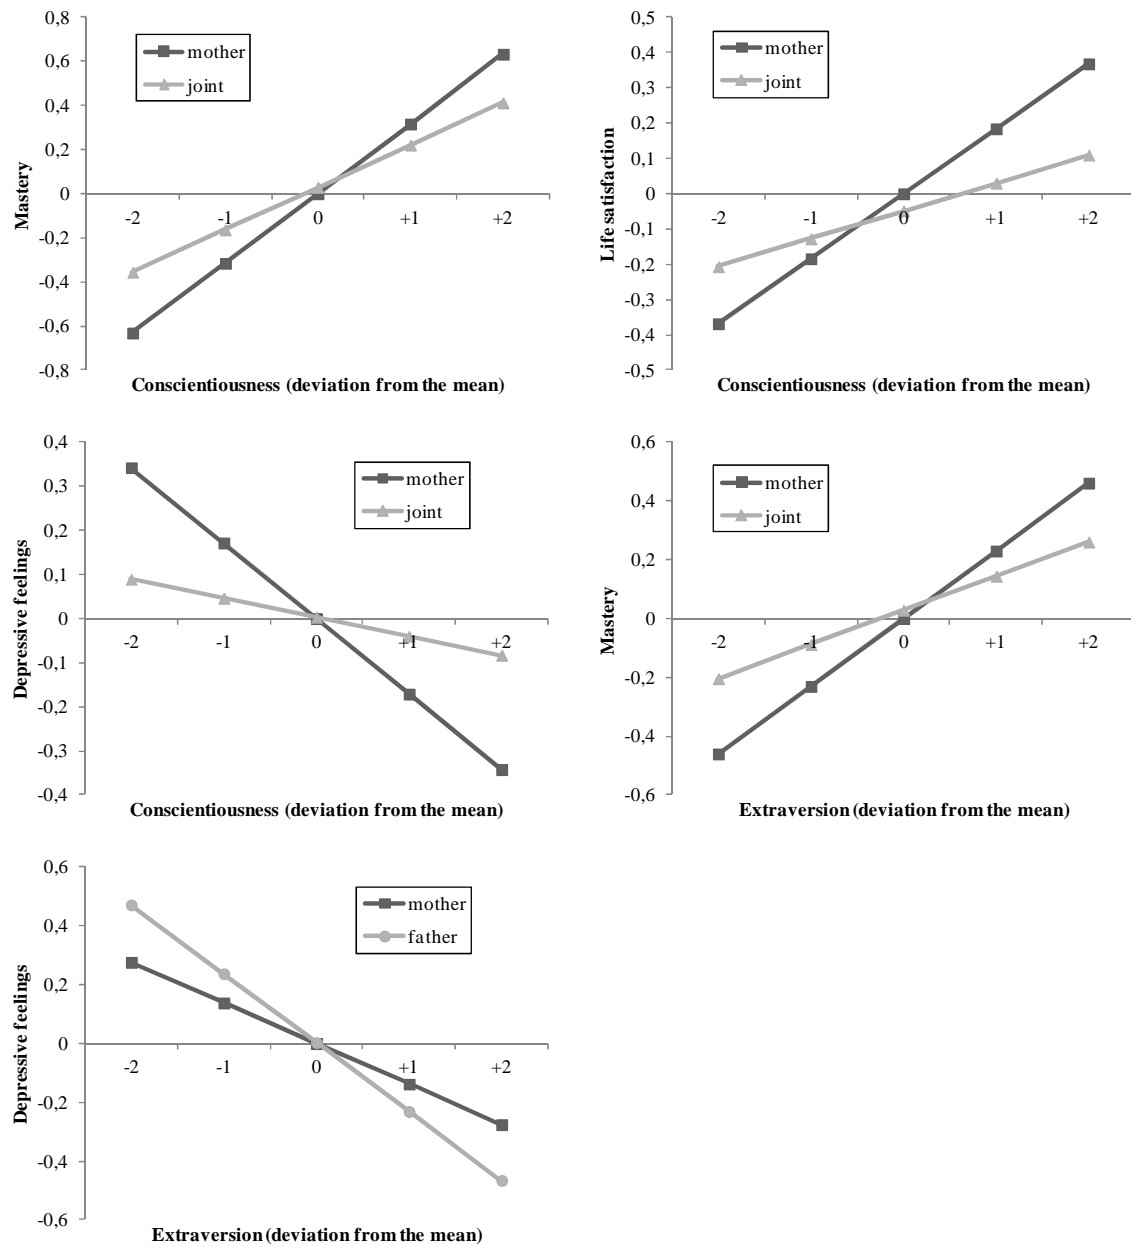 0,8
0,6
0,4
0,2
0
-0,2
-0,4
-0,6
-0,8
-2 -1 0 +1 +2
mother
joint
Mastery
Conscientiousness (deviation from the mean)
0,5
0,4
0,3
0,2
0,1
0
-0,1
-0,2
-0,3
-0,4
-0,5
-2 -1 0 +1 +2
mother
joint
Life satisfaction
Conscientiousness (deviation from the mean)
0,4
0,3
0,2
0,1
0
-0,1
-0,2
-0,3
-0,4
-2 -1 0 +1 +2
mother
joint
Depressive feelings
Conscientiousness (deviation from the mean)
0,6
0,4
0,2
0
-0,2
-0,4
-0,6
-2 -1 0 +1 +2
mother
joint
Mastery
Extraversion (deviation from the mean)
0,6
0,4
0,2
0
-0,2
-0,4
-0,6
-2 -1 0 +1 +2
mother
father
Depressive feelings
Extraversion (deviation from the mean)